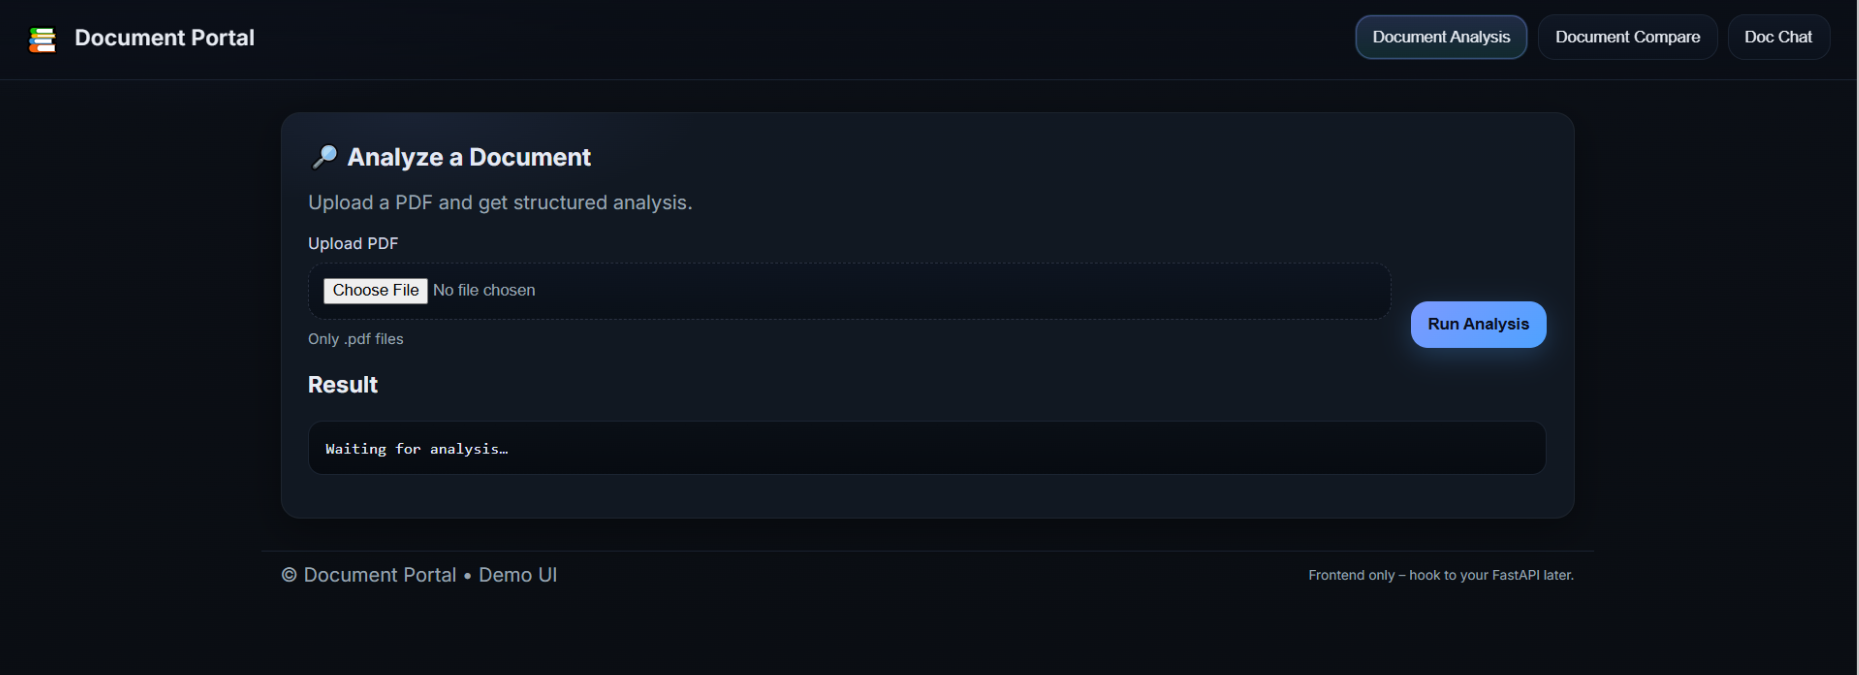 Document Portal
Document Analysis
Document Compare
Doc Chat
Analyze a Document
Upload a PDF and get structured analysis.
Upload PDF
Choose File No file chosen
Run Analysis
Only .pdf files
Result
Waiting for analysis…
© Document Portal • Demo UI
Frontend only – hook to your FastAPI later.